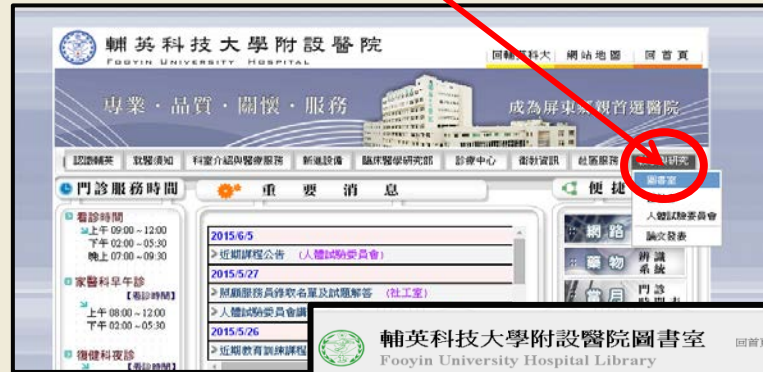 輔英科技大學附設醫院
FOOYIN UNIVERSITY HOSPITAL
回輔英科大 網站地圖 回首頁
專業‧品質‧關懷‧服務
成為屏東鄉親首選醫院
認識輔英 就醫須知 科室介紹與醫療服務 新進設備 臨床醫學研究部 診療中心 衛教資訊 社區服務 與研究
圖書室
人體試驗委員會
論文發表
門診服務時間
重要消息
便捷
看診時間
上午 09:00 ~ 12:00
下午 02:00 ~ 05:30
晚上 07:00 ~ 09:30
家醫科早午診
【看診時間】
上午 08:00 ~ 12:00
下午 02:00 ~ 05:30
復健科夜診
【看診時間】
2015/6/5
近期課程公告 (人體試驗委員會)
2015/5/27
照顧服務員錄取名單及試題解答 (社工室)
人體試驗委員會講
2015/5/26
近期教育訓練課程
網路
藥物 辨識系統
當月 門診
輔英科技大學附設醫院圖書室
Fooyin University Hospital Library
回首頁